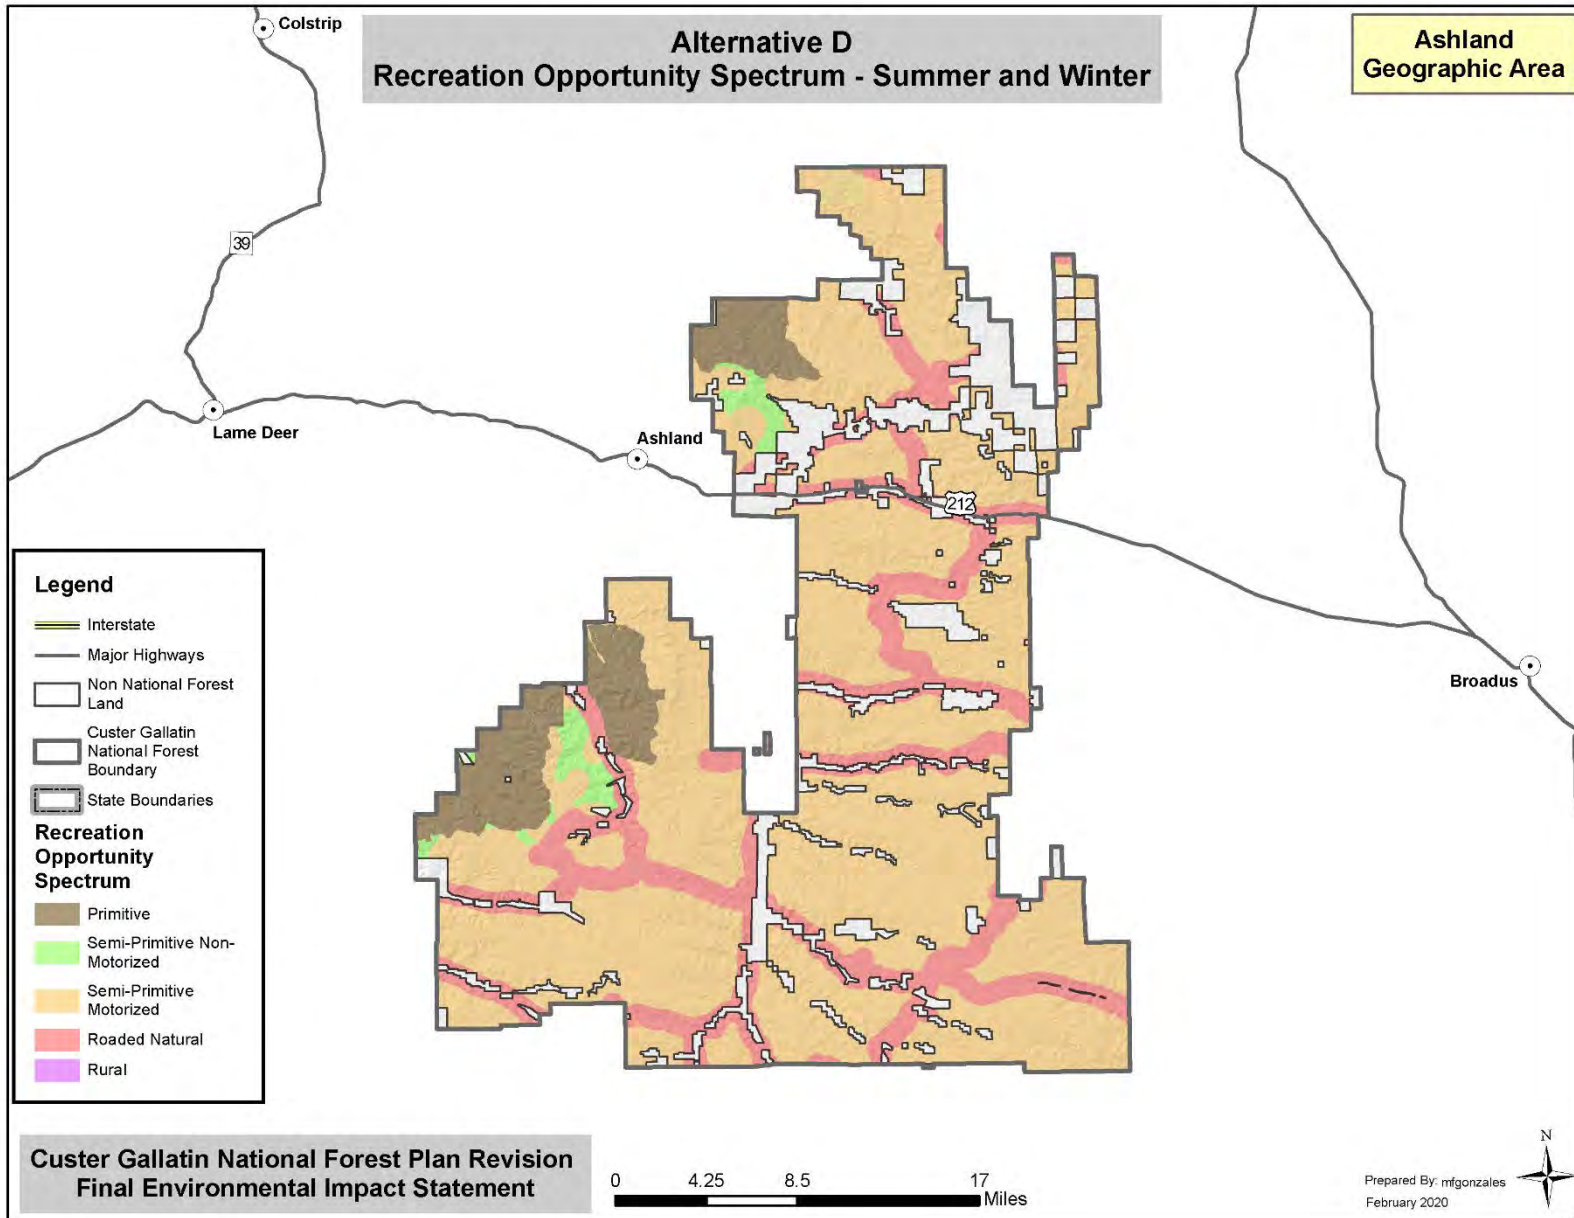 Colstrip
Alternative D
Recreation Opportunity Spectrum - Summer and Winter
Ashland
Geographic Area
39
Lame Deer
Ashland
212
Broadus
Legend
Interstate
Major Highways
Non National Forest
Land
Custer Gallatin
National Forest
Boundary
State Boundaries
Recreation
Opportunity
Spectrum
Primitive
Semi-Primitive Non-
Motorized
Semi-Primitive
Motorized
Roaded Natural
Rural
Custer Gallatin National Forest Plan Revision
Final Environmental Impact Statement
0 4.25 8.5 17
Miles
N
Prepared By: mfgonzales
February 2020